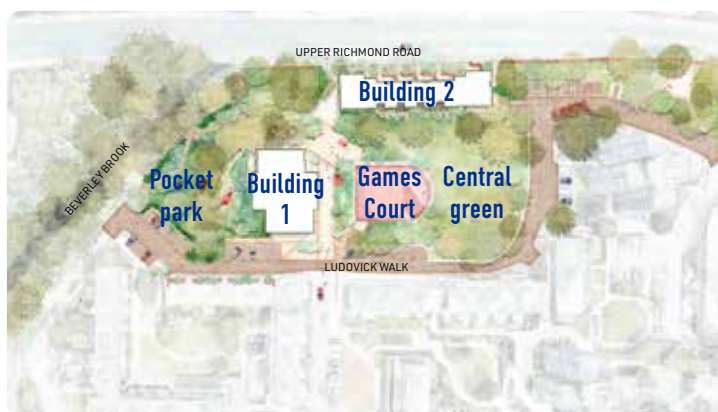 UPPER RICHMOND ROAD
Building 2
BEVERLEY BROOK
Pocket
park
Building
1
Games
Court
Central
green
LUDOVICK WALK